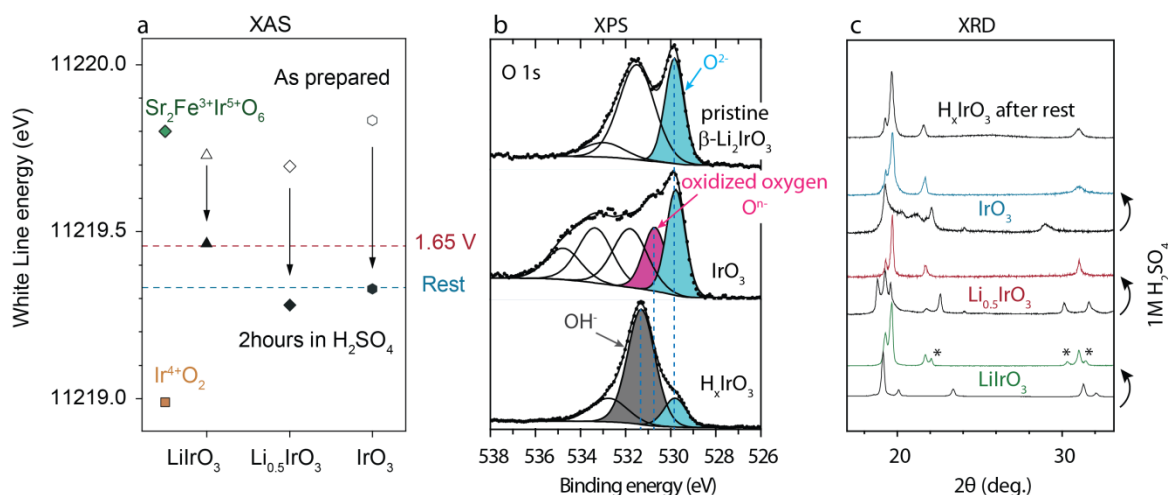 a
XAS
White Line energy (eV)
11220.0
11219.5
11219.0
As prepared
Sr2Fe3+Ir5+O6
1.65 V
Rest
2hours in H2SO4
Ir4+O2
LiIrO3
Li0.5IrO3
IrO3
b
XPS
O 1s
O2-
pristine
β-Li2IrO3
oxidized oxygen
On-
IrO3
OH-
HxIrO3
538 536 534 532 530 528 526
Binding energy (eV)
c
XRD
HxIrO3 after rest
IrO3
Li0.5IrO3
* * *
LiIrO3
1M H2SO4
20
30
2θ (deg.)